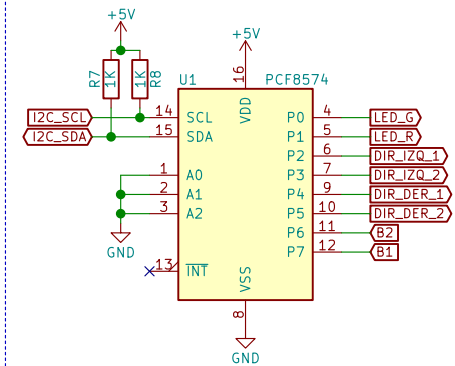 +5V
+5V
R7
1K
1K
R8
16
U1
PCF8574
VDD
I2C_SCL
14
SCL
P0
4
LED_G
I2C_SDA
15
SDA
P1
5
LED_R
P2
6
DIR_IZQ_1
1
A0
P3
7
DIR_IZQ_2
2
A1
P4
9
DIR_DER_1
3
A2
P5
10
DIR_DER_2
P6
11
B2
GND
P7
12
B1
13
INT
VSS
8
GND